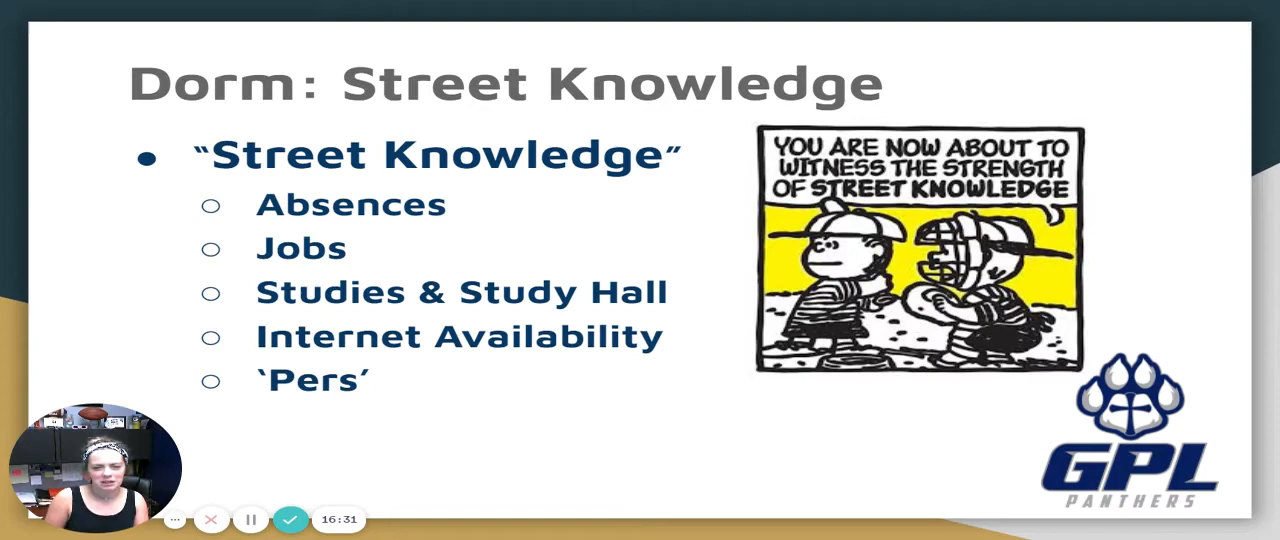 Dorm: Street Knowledge
● “Street Knowledge”
○ Absences
○ Jobs
○ Studies & Study Hall
○ Internet Availability
○ ‘Pers’
YOU ARE NOW ABOUT TO
WITNESS THE STRENGTH
OF STREET KNOWLEDGE
GPL
PANTHERS
16:31